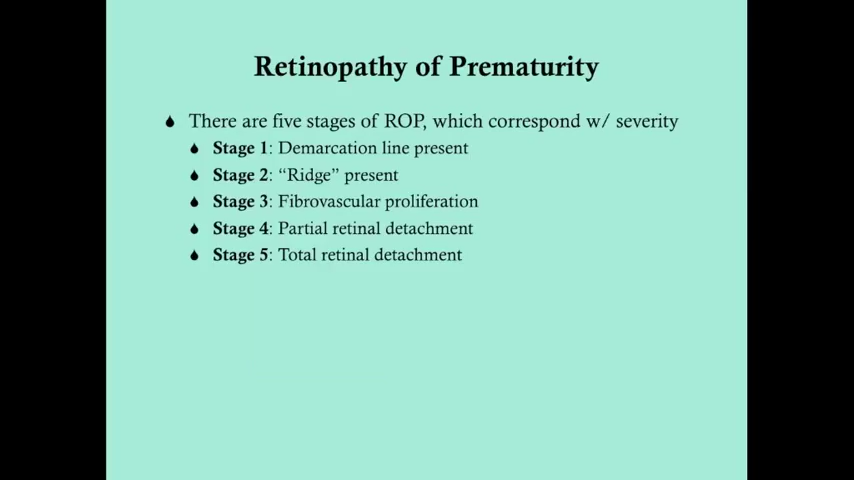 Retinopathy of Prematurity
There are five stages of ROP, which correspond w/ severity
Stage 1: Demarcation line present
Stage 2: “Ridge” present
Stage 3: Fibrovascular proliferation
Stage 4: Partial retinal detachment
Stage 5: Total retinal detachment